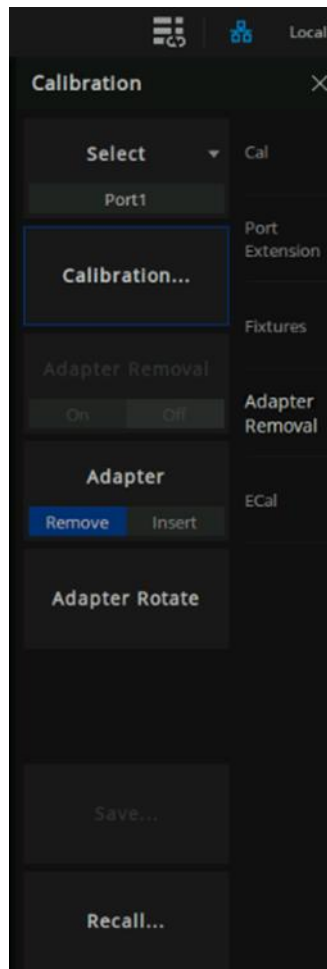 Local
Calibration
Select
Port1
Calibration...
Adapter Removal
On Off
Adapter
Remove Insert
Adapter Rotate
Save...
Recall...
Cal
Port
Extension
Fixtures
Adapter
Removal
ECal